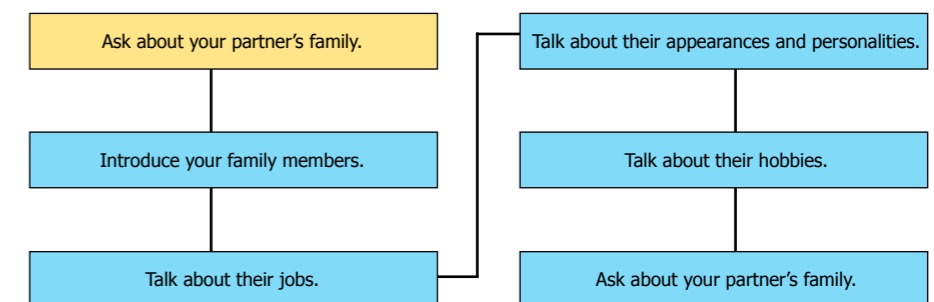 Ask about your partner’s family.
Introduce your family members.
Talk about their jobs.
Talk about their appearances and personalities.
Talk about their hobbies.
Ask about your partner’s family.